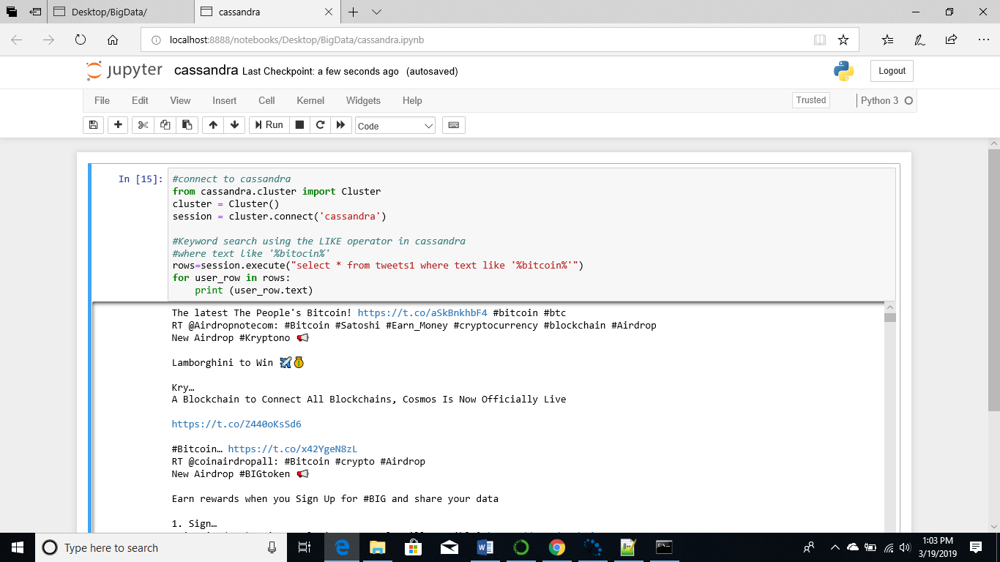 Desktop/BigData/
cassandra
localhost:8888/notebooks/Desktop/BigData/cassandra.ipynb
jupyter cassandra Last Checkpoint: a few seconds ago (autosaved)
Logout
File Edit View Insert Cell Kernel Widgets Help
Trusted
Python 3
Run
Code
In [15]:
#connect to cassandra
from cassandra.cluster import Cluster
cluster = Cluster()
session = cluster.connect('cassandra')
#Keyword search using the LIKE operator in cassandra
#where text like '%bitocin%'
rows=session.execute("select * from tweets1 where text like '%bitcoin%'")
for user_row in rows:
print (user_row.text)
The latest The People's Bitcoin! https://t.co/aSkBnkhbF4 #bitcoin #btc
RT @Airdropnotecom: #Bitcoin #Satoshi #Earn_Money #cryptocurrency #blockchain #Airdrop
New Airdrop #Kryptono 📢
Lamborghini to Win ✈️💰
Kry…
A Blockchain to Connect All Blockchains, Cosmos Is Now Officially Live
https://t.co/Z440oKsSd6
#Bitcoin… https://t.co/x42YgeN8zL
RT @coinairdropall: #Bitcoin #crypto #Airdrop
New Airdrop #BIGtoken 📢
Earn rewards when you Sign Up for #BIG and share your data
1. Sign…
Type here to search
1:03 PM
3/19/2019